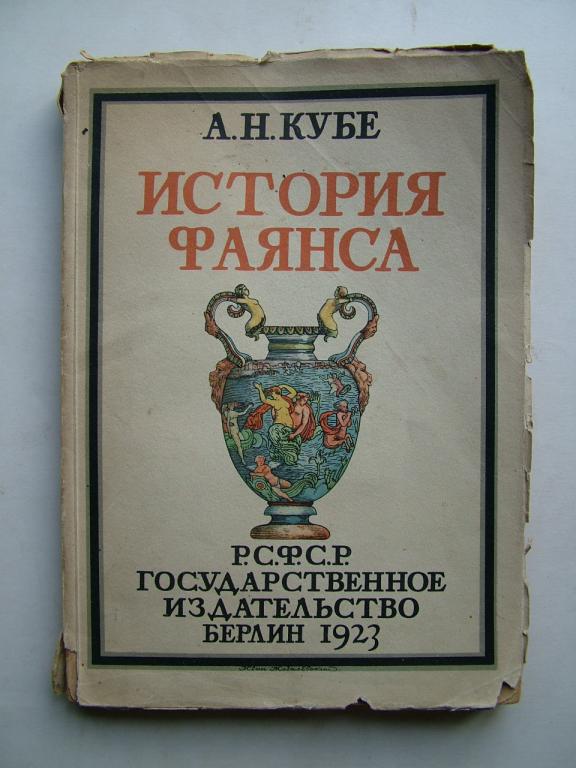 А.Н.КУБЕ
ИСТОРИЯ
ФАЯНСА
Р.С.Ф.С.Р.
ГОСУДАРСТВЕННОЕ
ИЗДАТЕЛЬСТВО
БЕРЛИН 1923